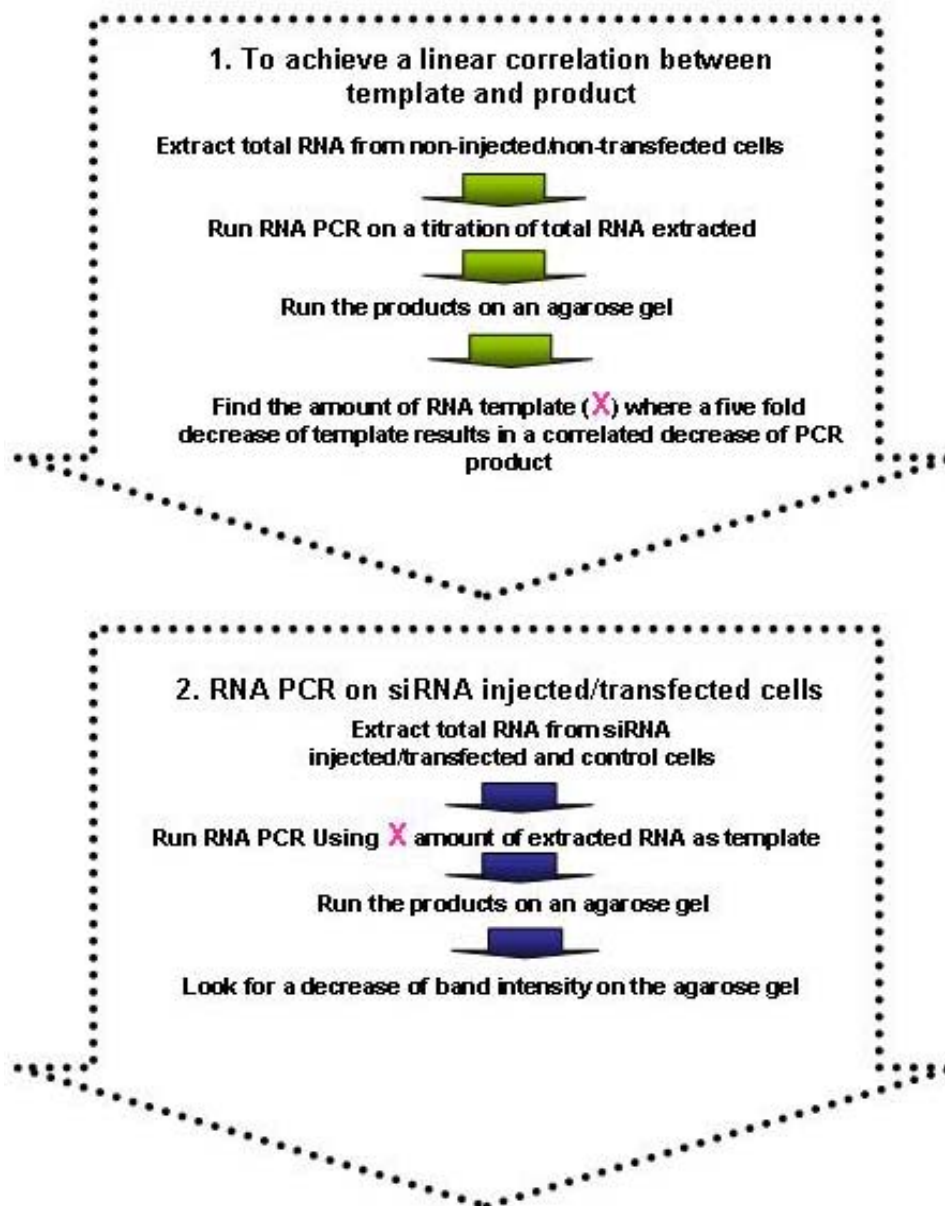 1. To achieve a linear correlation between
template and product
Extract total RNA from non-injected/non-transfected cells
Run RNA PCR on a titration of total RNA extracted
Run the products on an agarose gel
Find the amount of RNA template (X) where a five fold
decrease of template results in a correlated decrease of PCR
product
2. RNA PCR on siRNA injected/transfected cells
Extract total RNA from siRNA
injected/transfected and control cells
Run RNA PCR Using X amount of extracted RNA as template
Run the products on an agarose gel
Look for a decrease of band intensity on the agarose gel